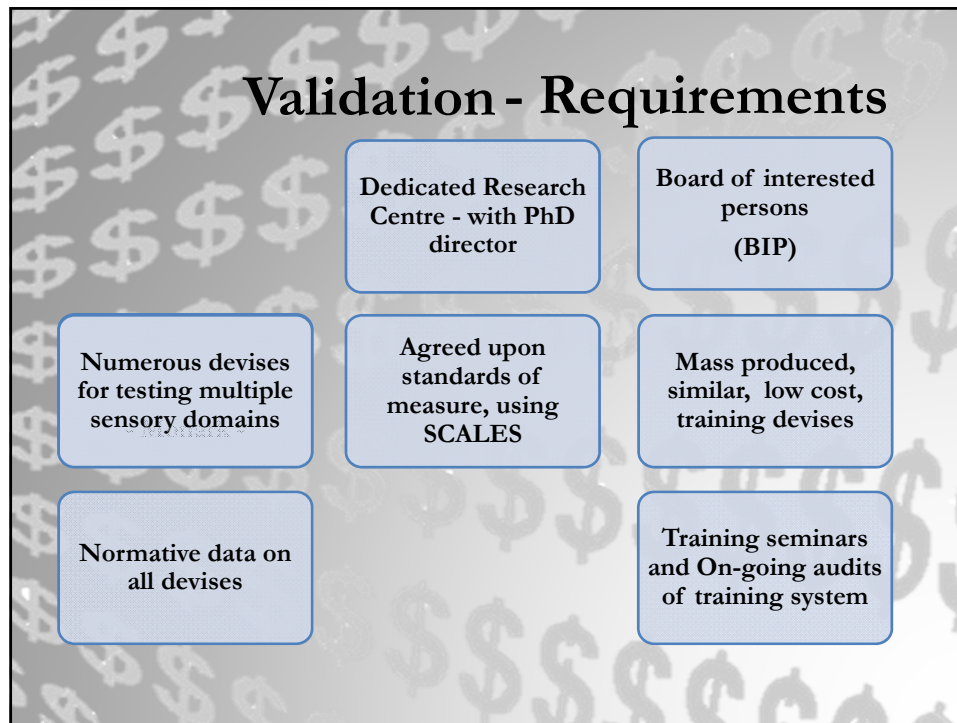 Validation - Requirements
Dedicated Research
Centre - with PhD
director
Board of interested
persons
(BIP)
Numerous devises
for testing multiple
sensory domains
Agreed upon
standards of
measure, using
SCALES
Mass produced,
similar, low cost,
training devises
Normative data on
all devises
Training seminars
and On-going audits
of training system